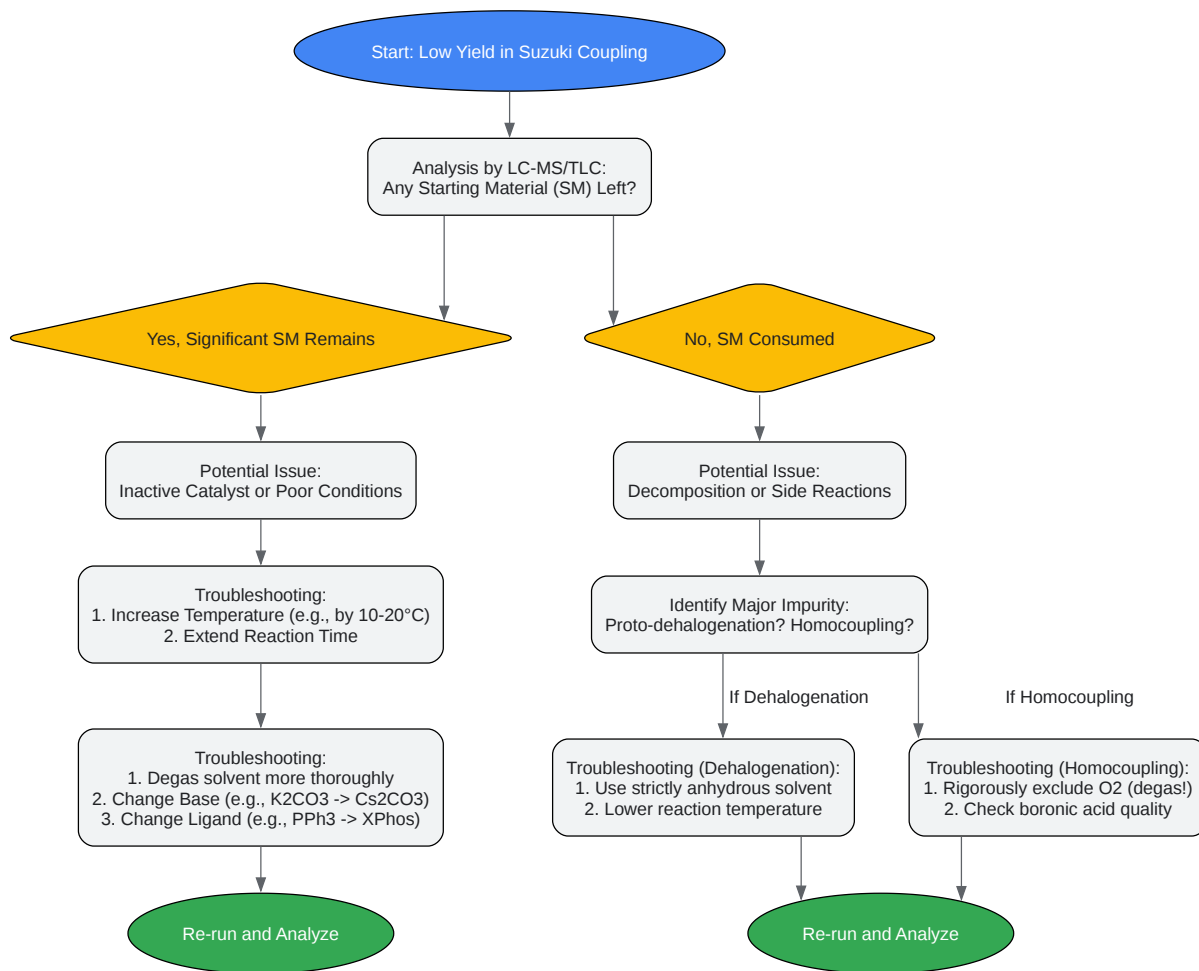 Start: Low Yield in Suzuki Coupling
Analysis by LC-MS/TLC:
Any Starting Material (SM) Left?
Yes, Significant SM Remains
No, SM Consumed
Potential Issue:
Inactive Catalyst or Poor Conditions
Potential Issue:
Decomposition or Side Reactions
Troubleshooting:
1. Increase Temperature (e.g., by 10-20°C)
2. Extend Reaction Time
Identify Major Impurity:
Proto-dehalogenation? Homocoupling?
If Dehalogenation
If Homocoupling
Troubleshooting:
1. Degas solvent more thoroughly
2. Change Base (e.g., K2CO3 -> Cs2CO3)
3. Change Ligand (e.g., PPh3 -> XPhos)
Troubleshooting (Dehalogenation):
1. Use strictly anhydrous solvent
2. Lower reaction temperature
Troubleshooting (Homocoupling):
1. Rigorously exclude O2 (degas!)
2. Check boronic acid quality
Re-run and Analyze
Re-run and Analyze